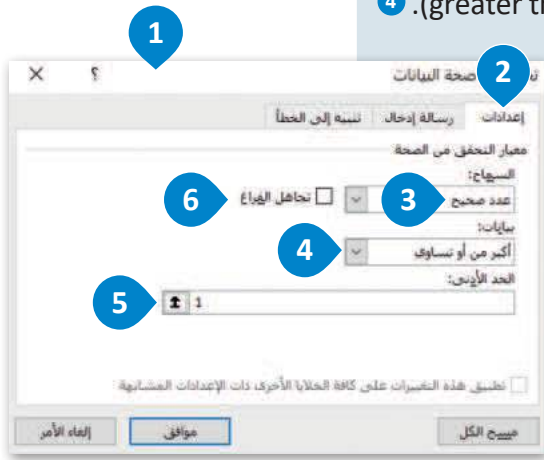 4 .(greater th
1
صحة البيانات 2
؟ ×
إعدادات رسالة إدخال تنبيه إلى الخطأ
معيار التحقق من الصحة
السماح:
عدد صحيح 3 تجاهل الفراغ 6
بيانات:
أكبر من أو تساوي 4
الحد الأدنى:
1 5
تطبيق هذه التغييرات على كافة الخلايا الأخرى ذات الإعدادات المشابهة
مسح الكل موافق إلغاء الأمر